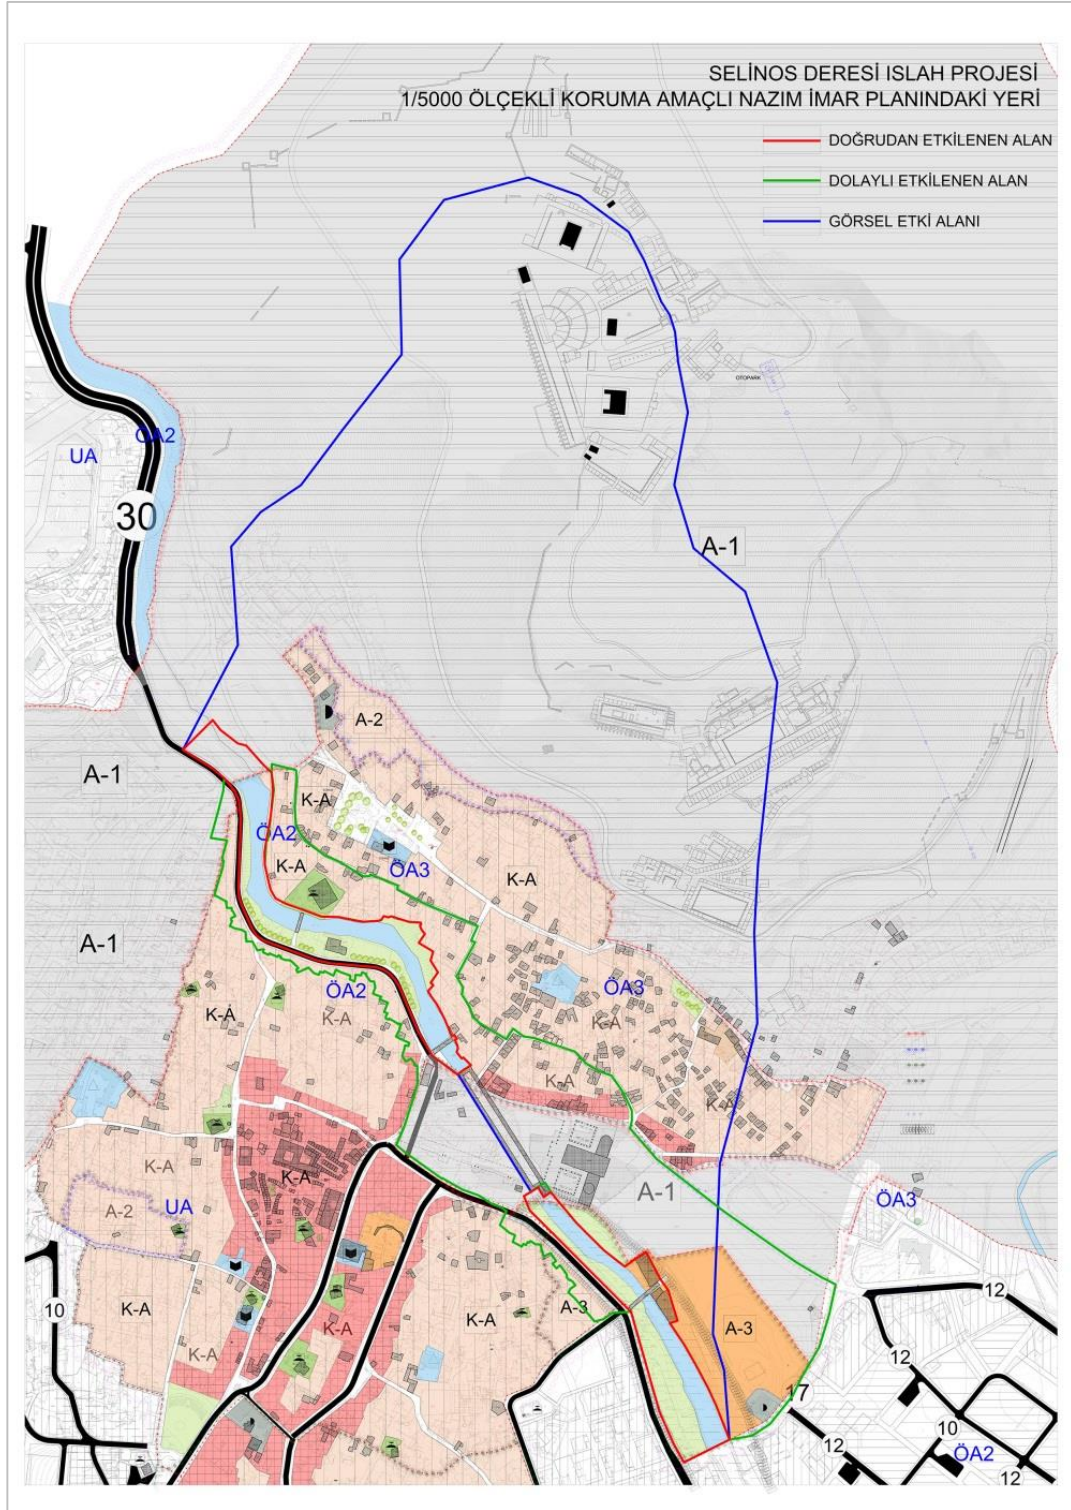 SELİNOS DERESİ ISLAH PROJESİ
1/5000 ÖLÇEKLİ KORUMA AMAÇLI NAZIM İMAR PLANINDAKİ YERİ
DOĞRUDAN ETKİLENEN ALAN
DOLAYLI ETKİLENEN ALAN
GÖRSEL ETKİ ALANI
OTOPARK
ÖA2
UA
30
A-1
A-2
A-1
K-A
ÖA2
K-A
ÖA3
K-A
A-1
ÖA2
ÖA3
K-A
K-A
K-A
K-A
K-A
K-A
K-A
A-1
ÖA3
A-2
UA
K-A
10
K-A
A-3
12
A-3
K-A
K-A
12
17
12
10
12
ÖA2
12